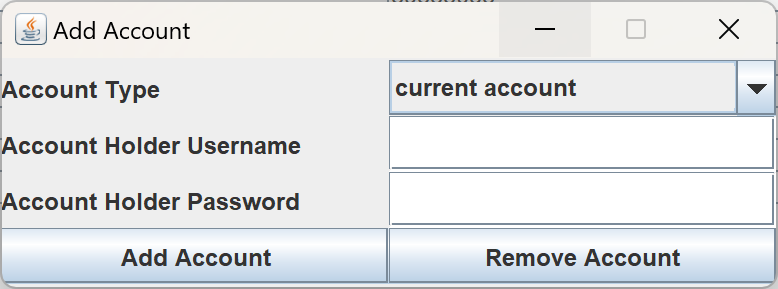 Add Account
Account Type
current account
Account Holder Username
Account Holder Password
Add Account
Remove Account